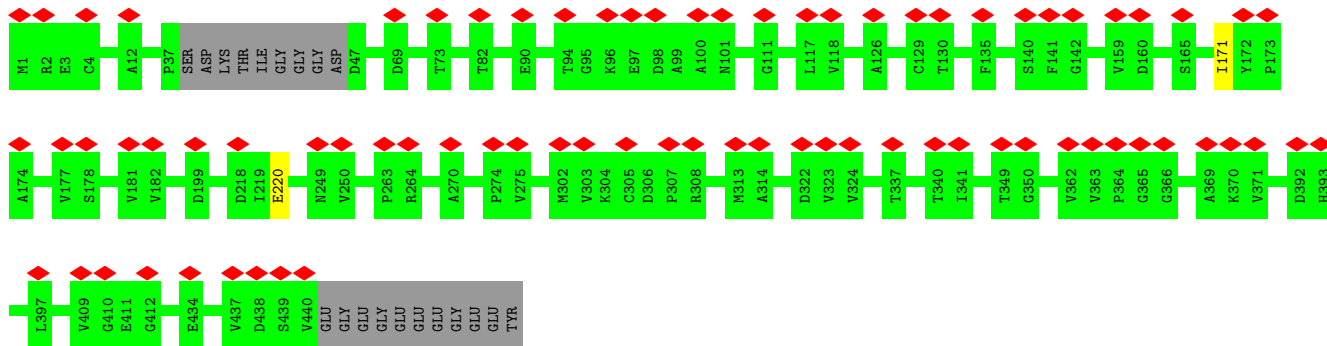 M1 R2 E3 C4 A12 P37 SER ASP LYS THR ILE GLY GLY GLY ASP D47 D69 T73 T82 E90 T94 G95 K96 E97 D98 A99 A100 N101 G111 L117 V118 A126 C129 T130 F135 S140 F141 G142 V159 D160 S165 I171 Y172 P173
A174 V177 S178 V181 V182 D199 D218 I219 E220 N249 V250 P263 R264 A270 P274 V275 M302 V303 K304 C305 D306 P307 R308 M313 A314 D322 V323 V324 T337 T340 I341 T349 G350 V362 V363 P364 G365 G366 A369 K370 V371 D392 H393
L397 V409 G410 E411 G412 E434 V437 D438 S439 V440 GLU GLY GLU GLY GLU GLU GLU GLY GLU GLU TYR